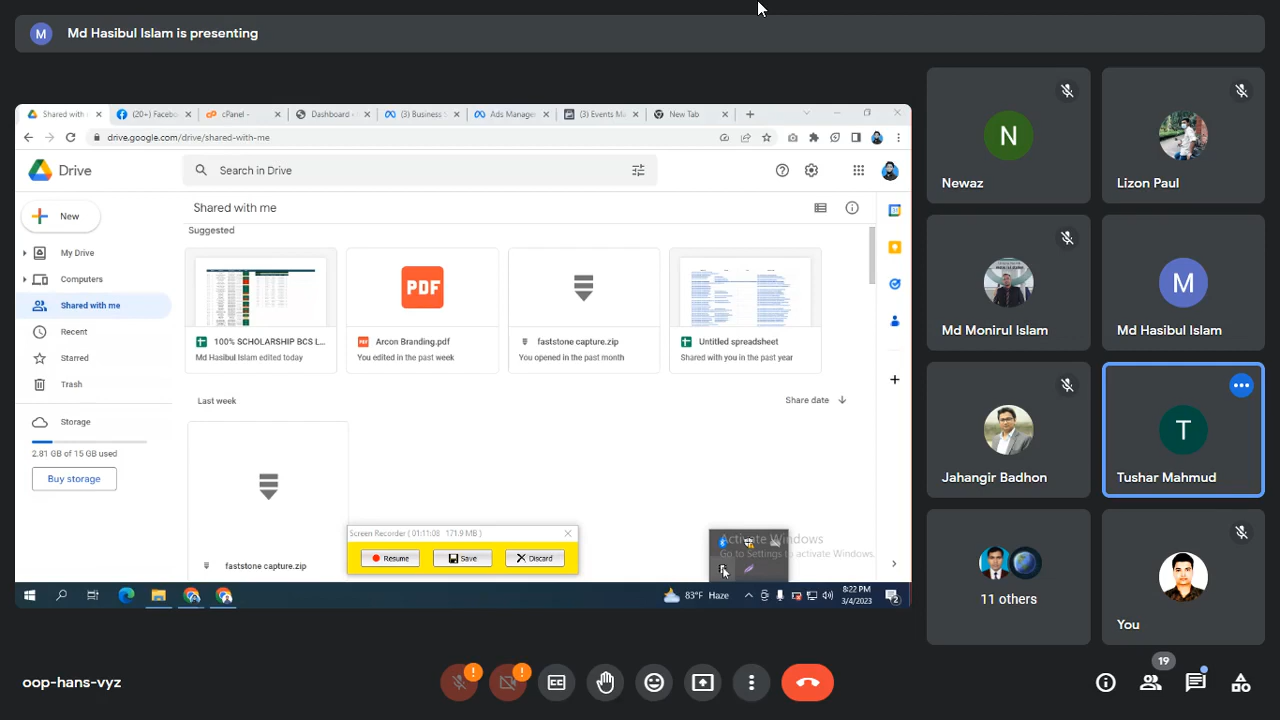 M
Md Hasibul Islam is presenting
Shared with
(20+) Facebo
cPanel -
Dashboard ‹
(3) Business
Ads Manager
(3) Events Ma
New Tab
drive.google.com/drive/shared-with-me
Drive
Search in Drive
New
My Drive
Computers
Shared with me
Recent
Starred
Trash
Storage
2.81 GB of 15 GB used
Buy storage
Shared with me
Suggested
100% SCHOLARSHIP BCS L...
Md Hasibul Islam edited today
PDF
Arcon Branding.pdf
You edited in the past week
faststone capture.zip
You opened in the past month
Untitled spreadsheet
Shared with you in the past year
Last week
Share date
faststone capture.zip
Screen Recorder ( 01:11:08 171.9 MB )
Resume
Save
Discard
Activate Windows
Go to Settings to activate Windows.
83°F Haze
8:22 PM
3/4/2023
2
N
Newaz
Lizon Paul
Md Monirul Islam
M
Md Hasibul Islam
Jahangir Badhon
T
Tushar Mahmud
11 others
You
oop-hans-vyz
CC
19